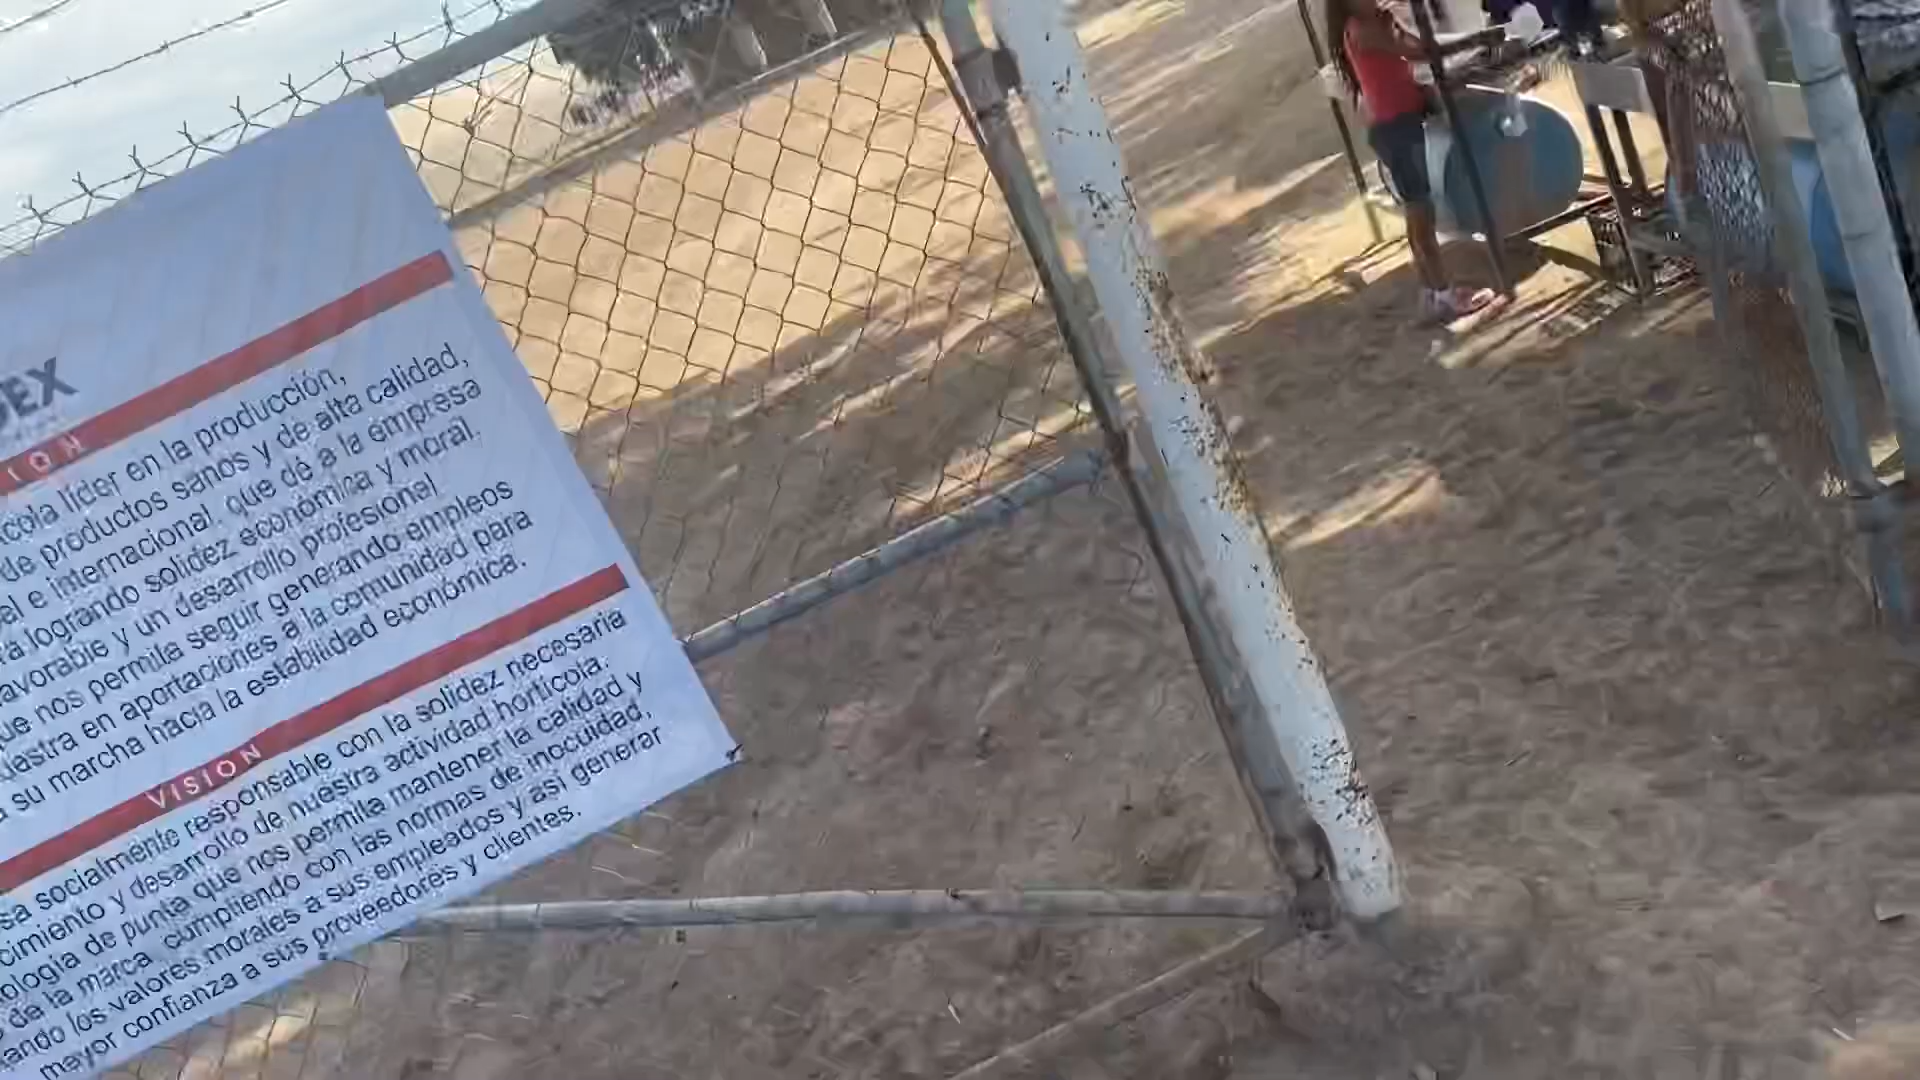 DEX
ION
cola líder en la producción,
de productos sanos y de alta calidad,
al e internacional, que dé a la empresa
ra logrando solidez económica y moral,
avorable y un desarrollo profesional
que nos permita seguir generando empleos
uestra en aportaciones a la comunidad para
su marcha hacia la estabilidad económica.
VISION
sa socialmente responsable con la solidez necesaria
cimiento y desarrollo de nuestra actividad hortícola.
ología de punta que nos permita mantener la calidad y
de la marca, cumpliendo con las normas de inocuidad,
ando los valores morales a sus empleados y así generar
mayor confianza a sus proveedores y clientes.